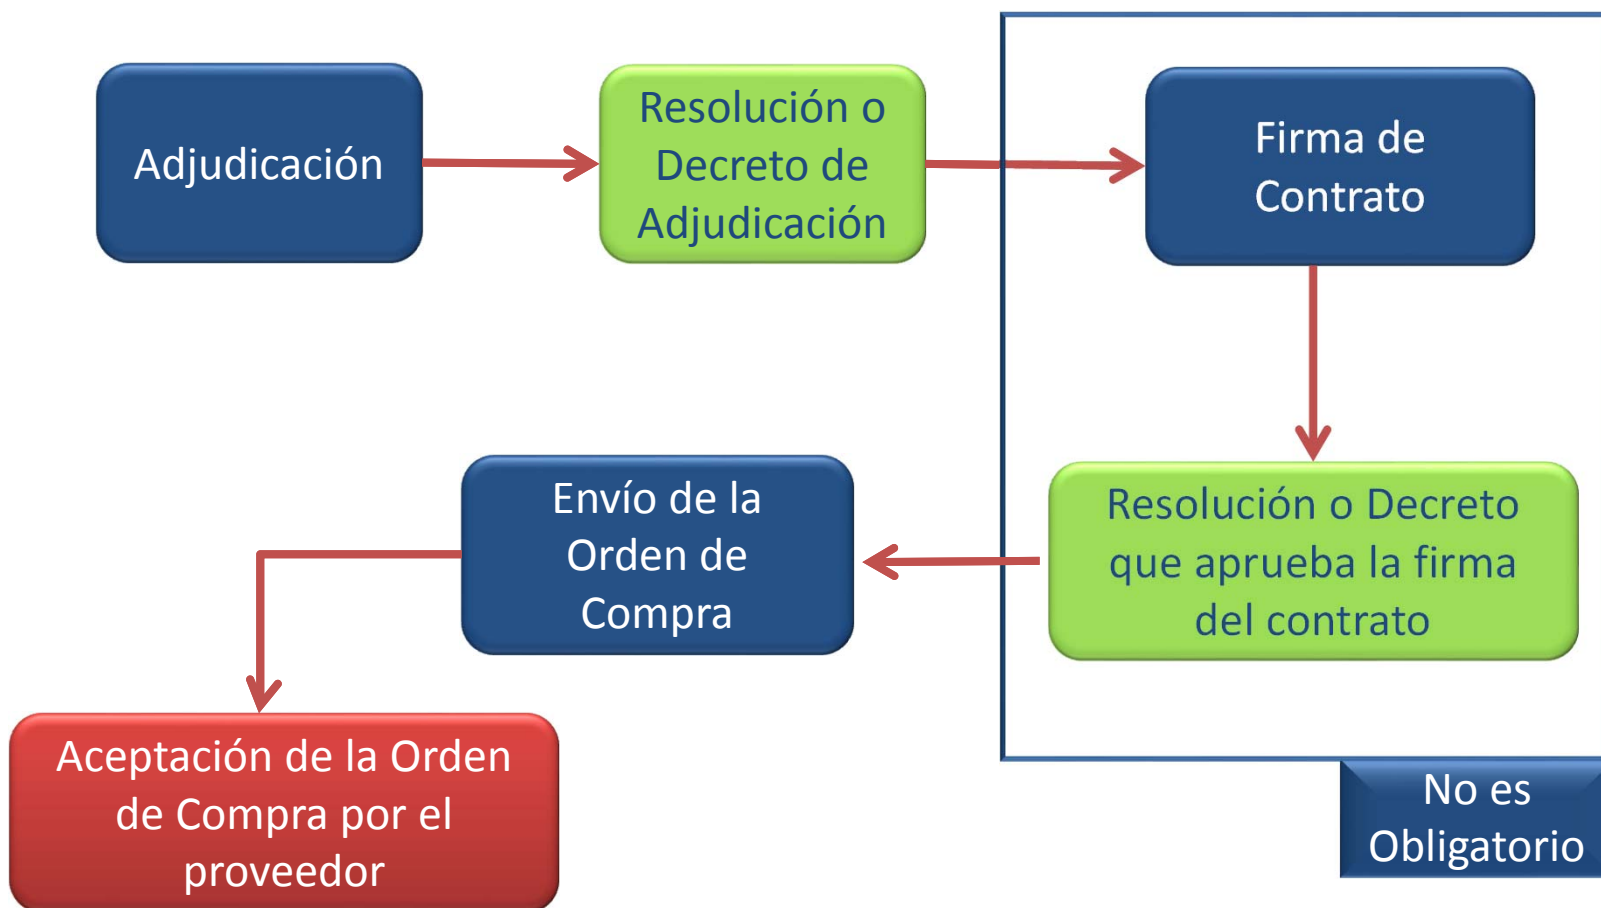 Adjudicación
Resolución o
Decreto de
Adjudicación
Firma de
Contrato
Resolución o Decreto
que aprueba la firma
del contrato
Envío de la
Orden de
Compra
Aceptación de la Orden
de Compra por el
proveedor
No es
Obligatorio